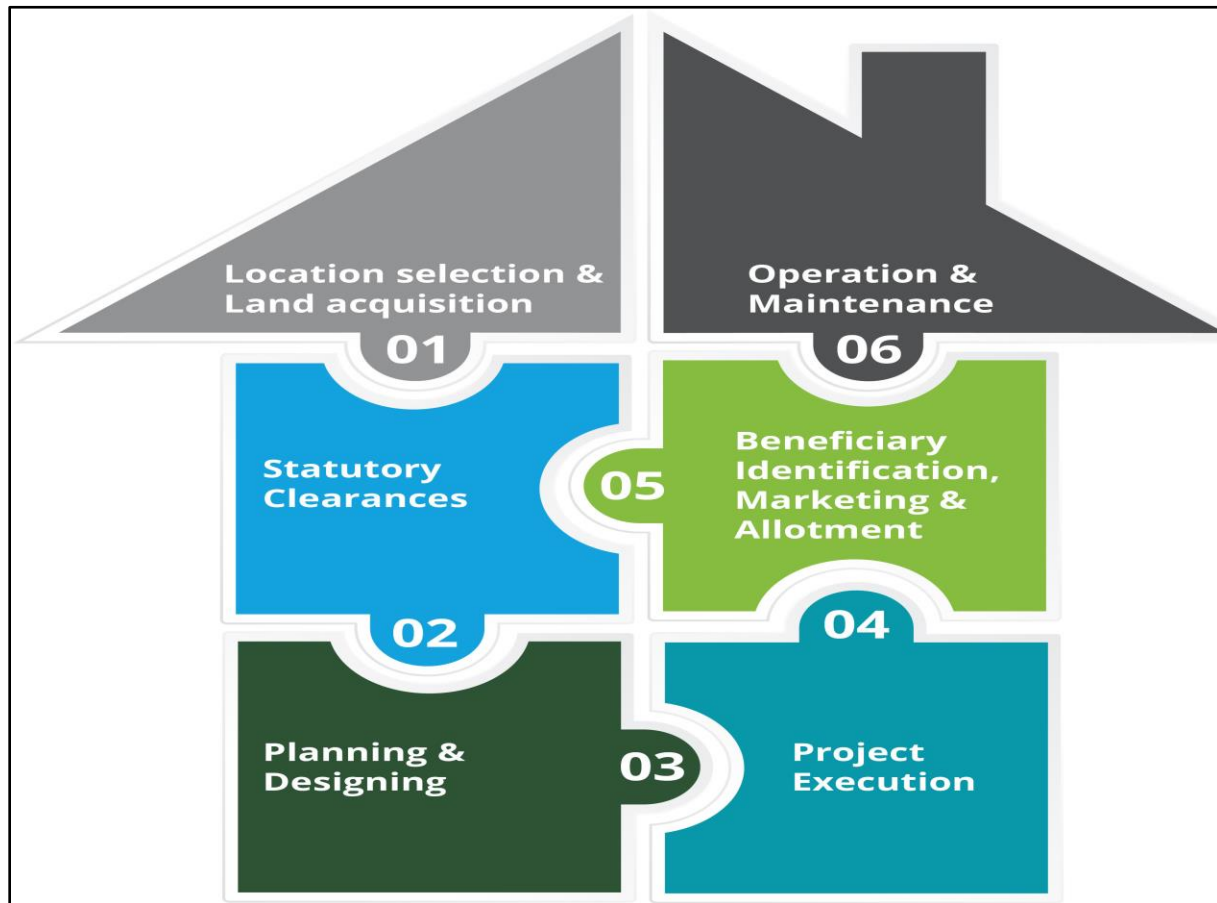 Location selection &
Land acquisition
01
Statutory
Clearances
02
Planning &
Designing
03
Project
Execution
04
Beneficiary
Identification,
Marketing &
Allotment
05
Operation &
Maintenance
06